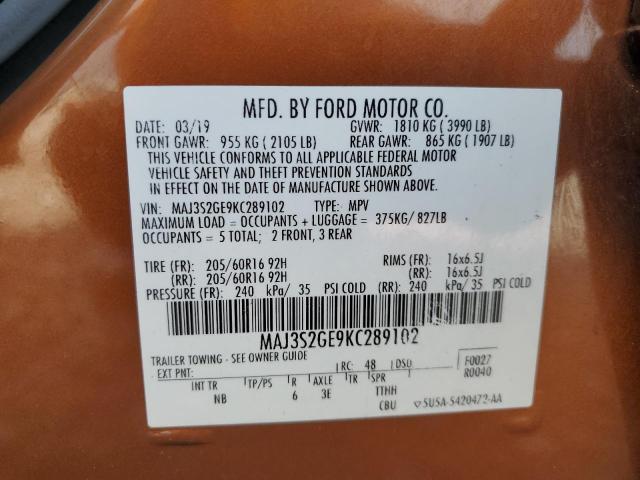 MFD. BY FORD MOTOR CO.
DATE: 03/19 GVWR: 1810 KG ( 3990 LB)
FRONT GAWR: 955 KG ( 2105 LB) REAR GAWR: 865 KG ( 1907 LB)
THIS VEHICLE CONFORMS TO ALL APPLICABLE FEDERAL MOTOR
VEHICLE SAFETY AND THEFT PREVENTION STANDARDS
IN EFFECT ON THE DATE OF MANUFACTURE SHOWN ABOVE.
VIN: MAJ3S2GE9KC289102 TYPE: MPV
MAXIMUM LOAD = OCCUPANTS + LUGGAGE = 375KG/ 827LB
OCCUPANTS = 5 TOTAL; 2 FRONT, 3 REAR
TIRE (FR): 205/60R16 92H RIMS (FR): 16x6.5J
(RR): 205/60R16 92H (RR): 16x6.5J
PRESSURE (FR): 240 kPa/ 35 PSI COLD (RR): 240 kPa/ 35 PSI COLD
MAJ3S2GE9KC289102
TRAILER TOWING - SEE OWNER GUIDE
EXT PNT: RC: 48 DSO: F0027
R0040
INT TR TP/PS R AXLE TR SPR
NB 6 3E TTHH
CBU 5U5A-5420472-AA